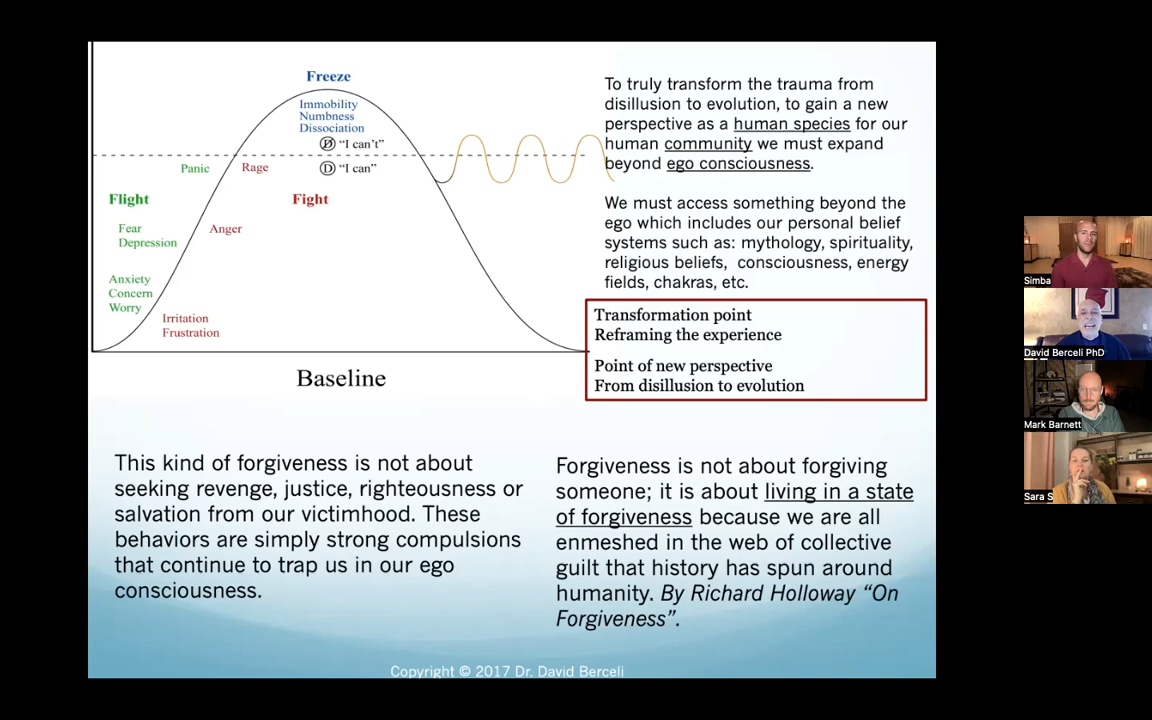 Freeze
Immobility
Numbness
Dissociation
Ⓓ “I can’t”
Ⓓ “I can”
Panic
Rage
Flight
Fight
Fear
Depression
Anger
Anxiety
Concern
Worry
Irritation
Frustration
Baseline
To truly transform the trauma from
disillusion to evolution, to gain a new
perspective as a human species for our
human community we must expand
beyond ego consciousness.
We must access something beyond the
ego which includes our personal belief
systems such as: mythology, spirituality,
religious beliefs, consciousness, energy
fields, chakras, etc.
Transformation point
Reframing the experience
Point of new perspective
From disillusion to evolution
This kind of forgiveness is not about
seeking revenge, justice, righteousness or
salvation from our victimhood. These
behaviors are simply strong compulsions
that continue to trap us in our ego
consciousness.
Forgiveness is not about forgiving
someone; it is about living in a state
of forgiveness because we are all
enmeshed in the web of collective
guilt that history has spun around
humanity. By Richard Holloway “On
Forgiveness”.
Copyright © 2017 Dr. David Berceli
Simba
David Berceli PhD
Mark Barnett
Sara S